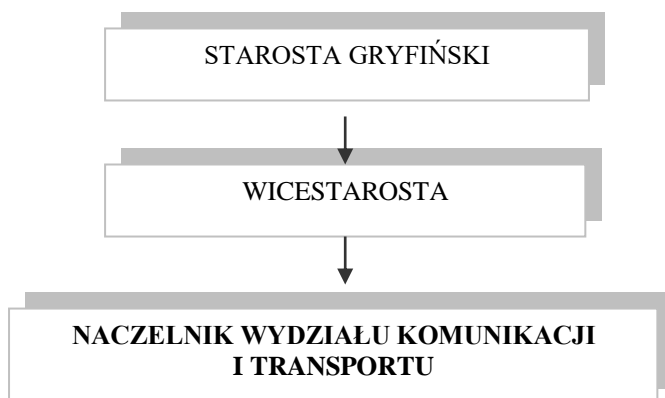 STAROSTA GRYFIŃSKI
WICESTAROSTA
NACZELNIK WYDZIAŁU KOMUNIKACJI
I TRANSPORTU